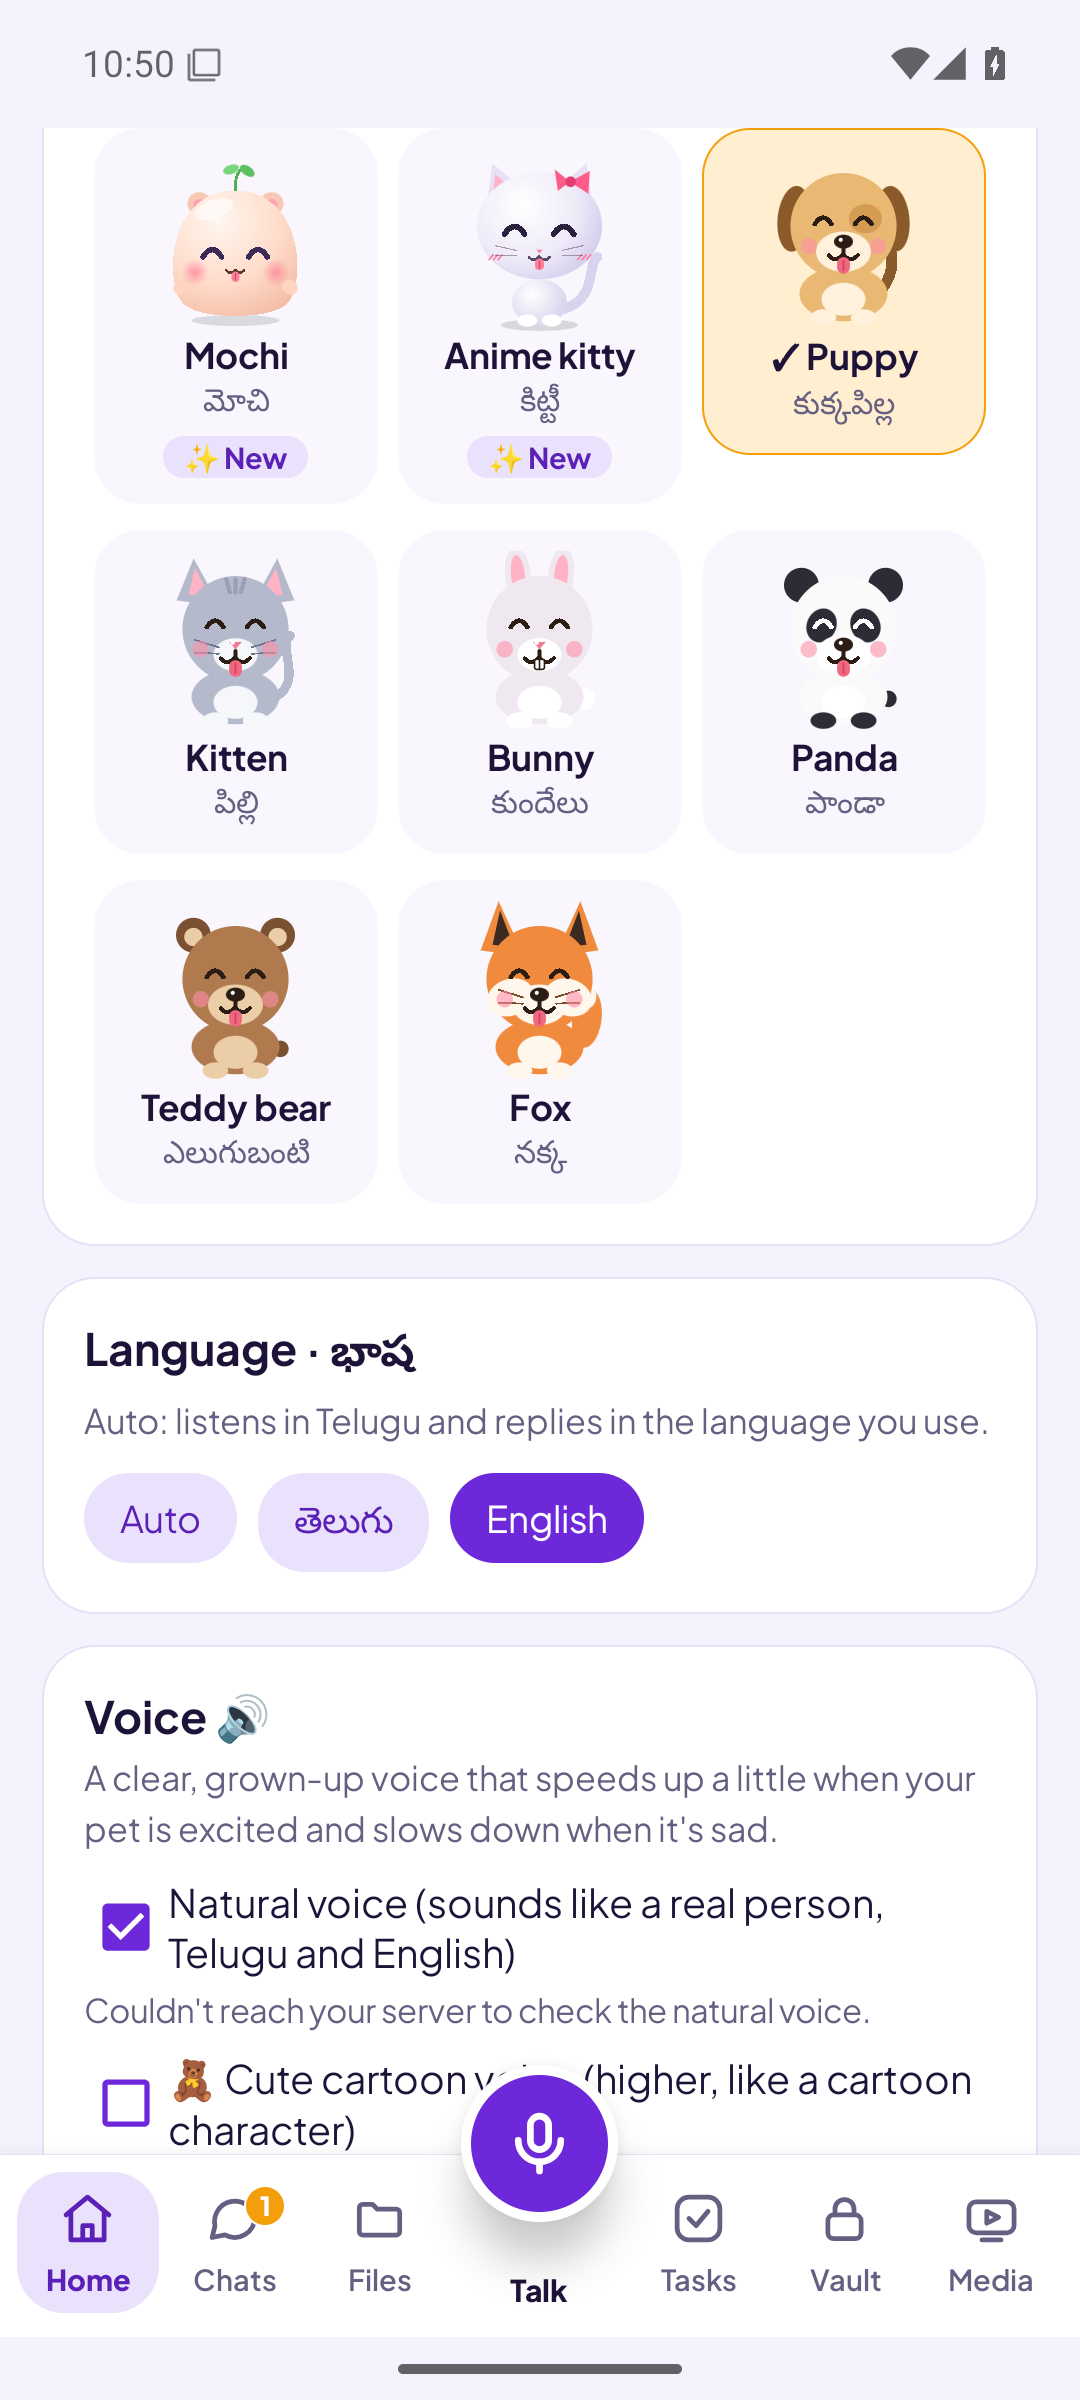 10:50
Mochi
మోచి
✨ New
Anime kitty
కిట్టీ
✨ New
✓ Puppy
కుక్కపిల్ల
Kitten
పిల్లి
Bunny
కుందేలు
Panda
పాండా
Teddy bear
ఎలుగుబంటి
Fox
నక్క
Language · భాష
Auto: listens in Telugu and replies in the language you use.
Auto
తెలుగు
English
Voice 🔊
A clear, grown-up voice that speeds up a little when your
pet is excited and slows down when it's sad.
Natural voice (sounds like a real person,
Telugu and English)
Couldn't reach your server to check the natural voice.
🧸 Cute cartoon (higher, like a cartoon
character)
Home
Chats
1
Files
Talk
Tasks
Vault
Media